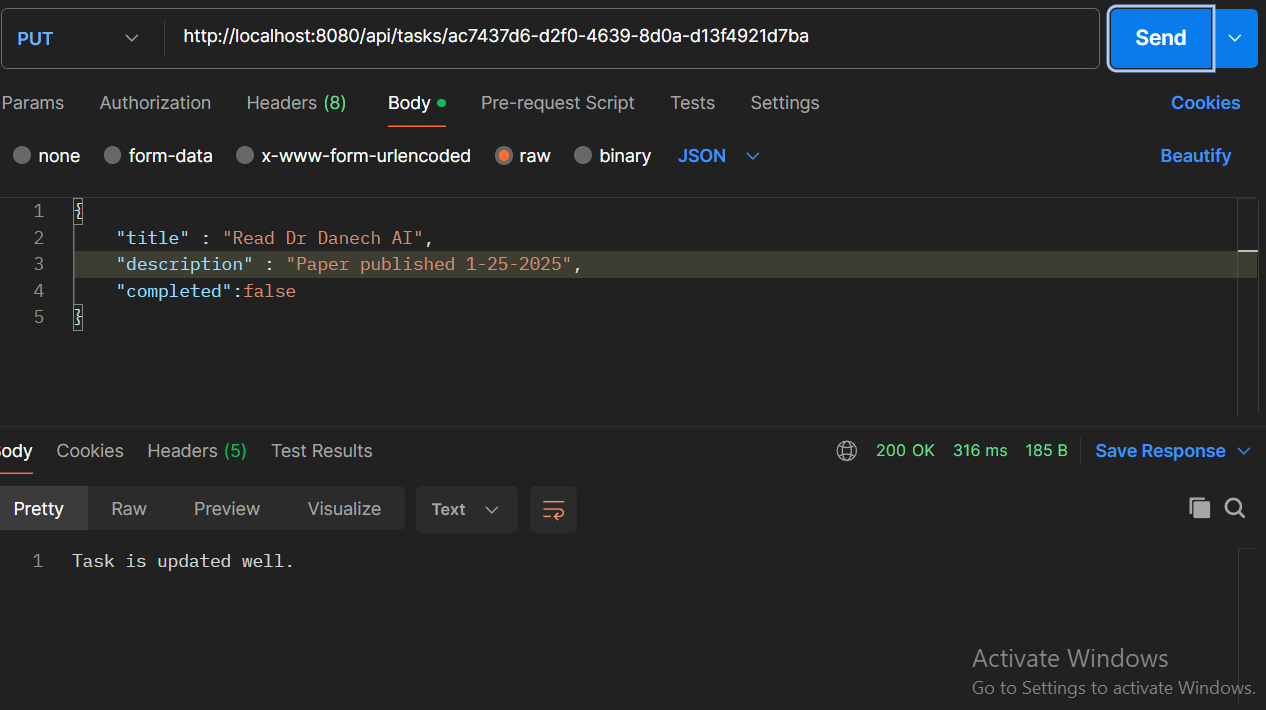 PUT http://localhost:8080/api/tasks/ac7437d6-d2f0-4639-8d0a-d13f4921d7ba Send
Params Authorization Headers (8) Body Pre-request Script Tests Settings Cookies
none form-data x-www-form-urlencoded raw binary JSON Beautify
1 {
2 "title" : "Read Dr Danech AI",
3 "description" : "Paper published 1-25-2025",
4 "completed":false
5 }
ody Cookies Headers (5) Test Results 200 OK 316 ms 185 B Save Response
Pretty Raw Preview Visualize Text
1 Task is updated well.
Activate Windows
Go to Settings to activate Windows.